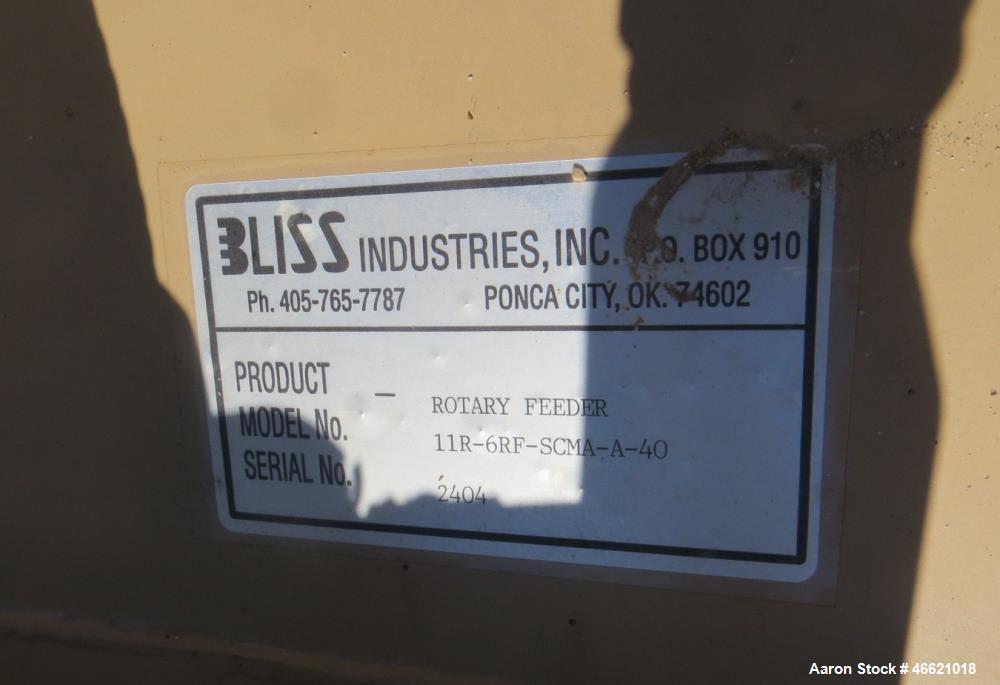 BLISS INDUSTRIES, INC. P.O. BOX 910
Ph. 405-765-7787 PONCA CITY, OK. 74602
PRODUCT – ROTARY FEEDER
MODEL No. 11R-6RF-SCMA-A-40
SERIAL No. 2404
Aaron Stock # 46621018